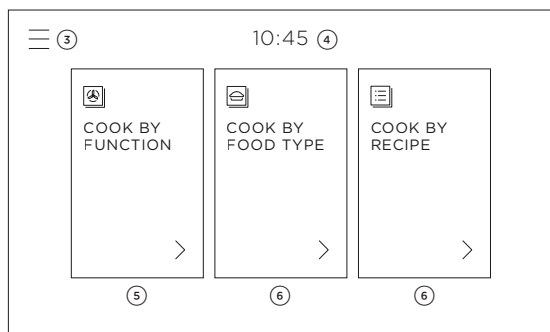 ③ 10:45 ④
COOK BY
FUNCTION
COOK BY
FOOD TYPE
COOK BY
RECIPE
⑤ ⑥ ⑥